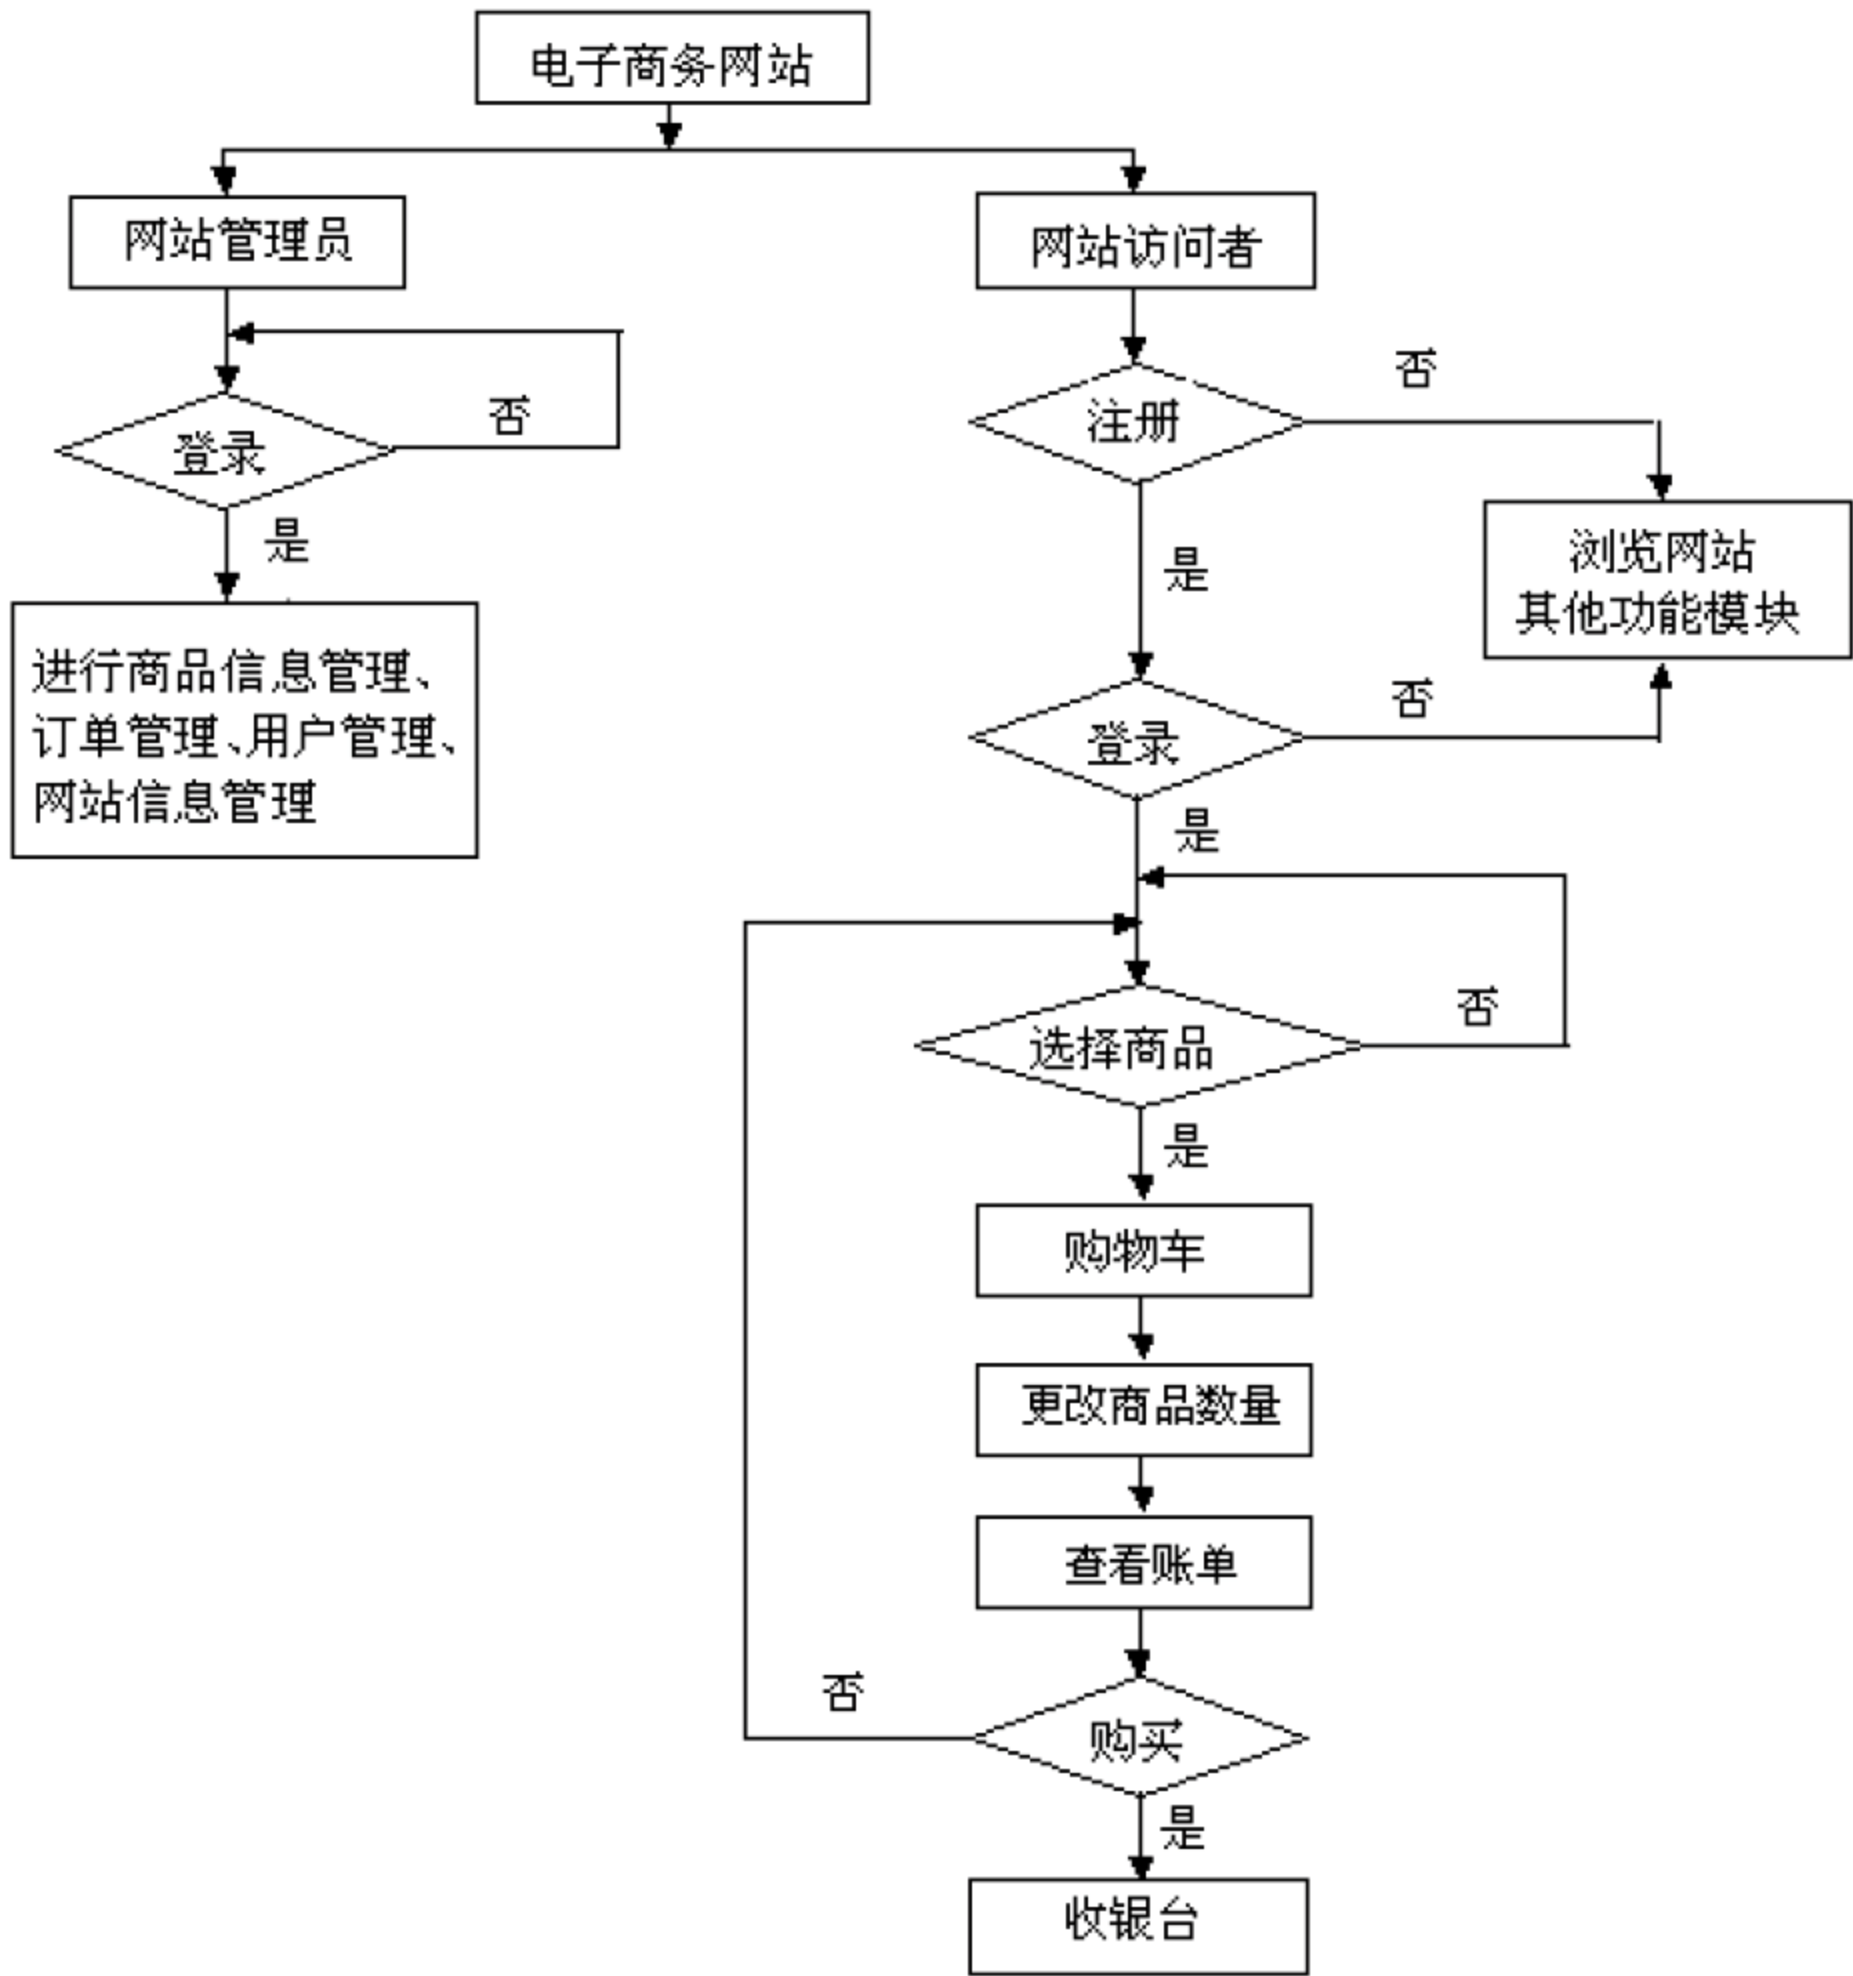 电子商务网站
网站管理员
网站访问者
否
登录
否
注册
是
进行商品信息管理、
订单管理、用户管理、
网站信息管理
是
浏览网站
其他功能模块
否
登录
是
否
选择商品
是
购物车
更改商品数量
查看账单
否
购买
是
收银台